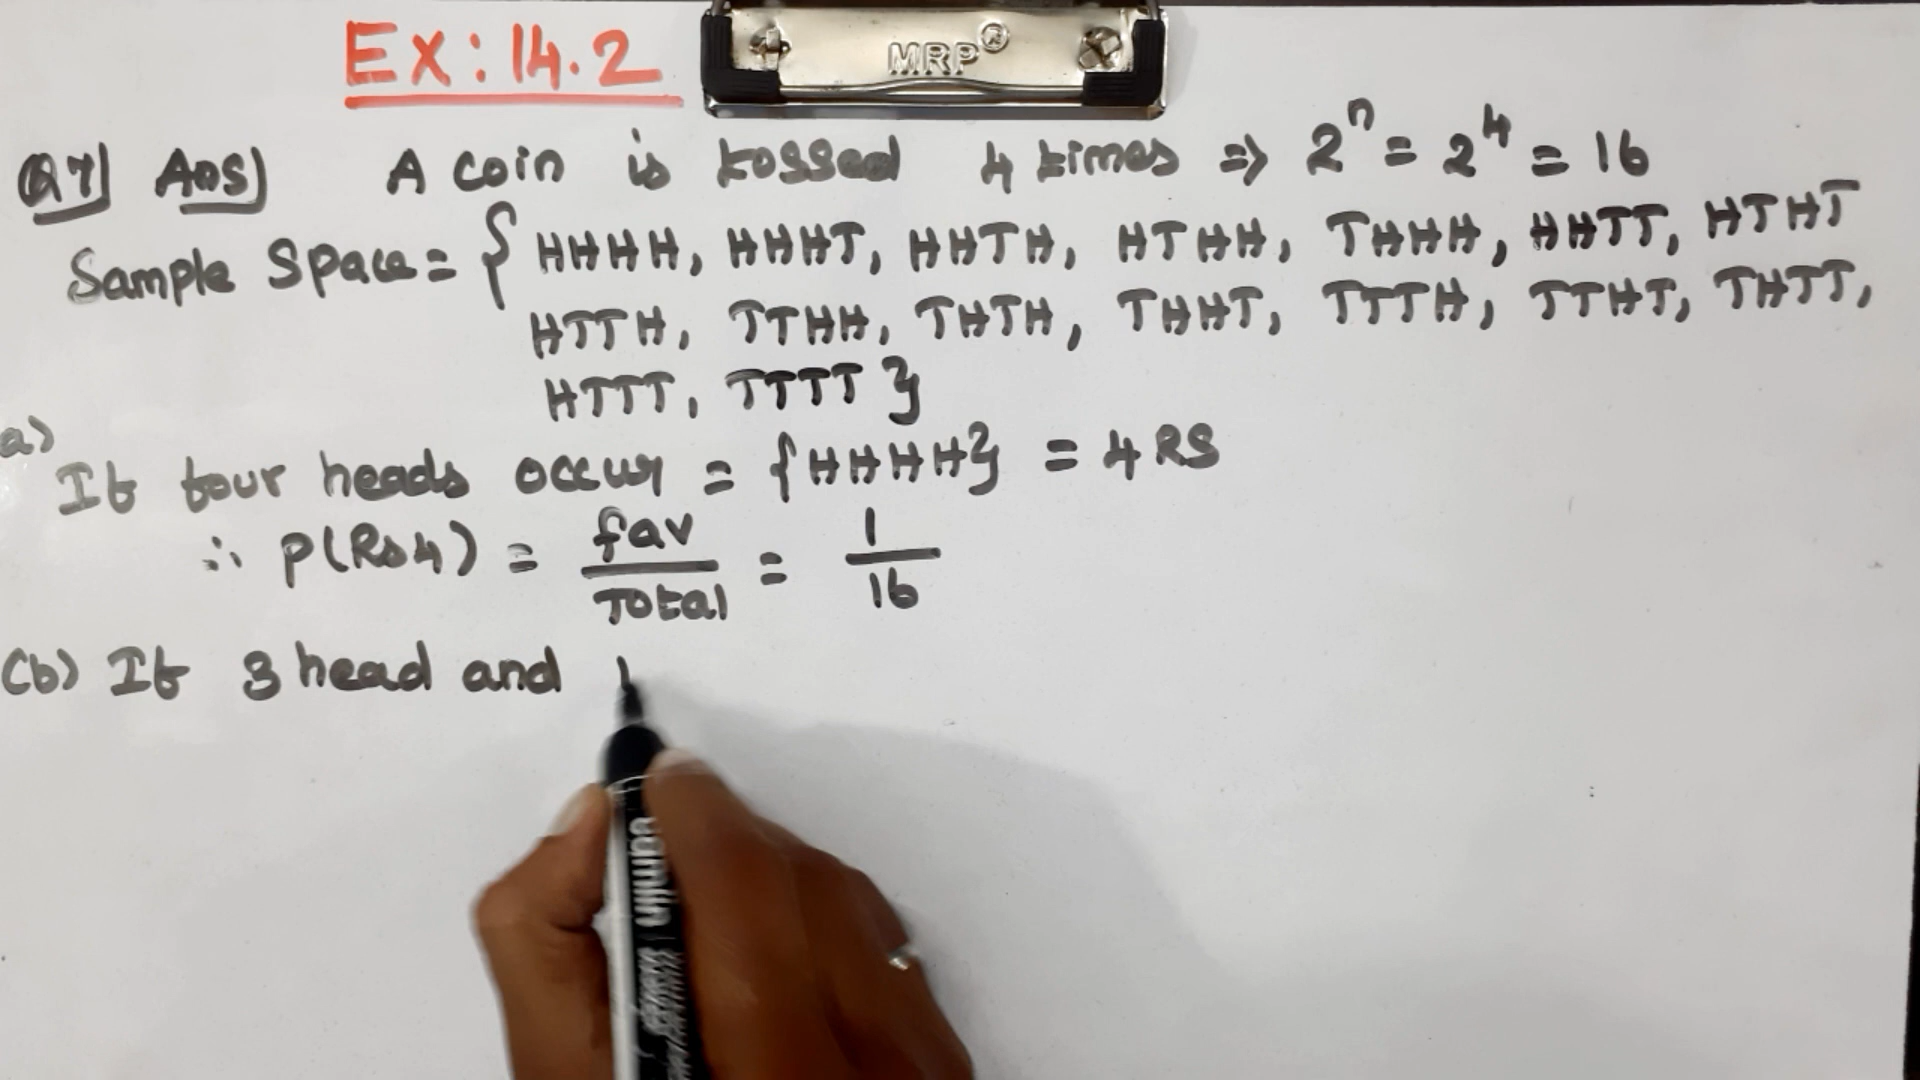 Ex: 14.2
MRP®
Q7) Ans) A coin is tossed 4 times => 2ⁿ = 2⁴ = 16
Sample Space = { HHHH, HHHT, HHTH, HTHH, THHH, HHTT, HTHT
HTTH, TTHH, THTH, THHT, TTTH, TTHT, THTT,
HTTT, TTTT }
a)
If four heads occur = {HHHH} = 4 RS
∴ P(Rs4) = fav/Total = 1/16
(b) If 3 head and 1